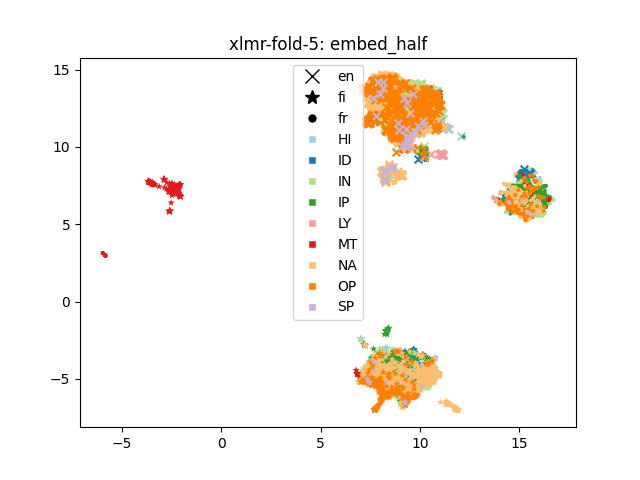 xlmr-fold-5: embed_half
15
10
5
0
−5
−5
0
5
10
15
en
fi
fr
HI
ID
IN
IP
LY
MT
NA
OP
SP